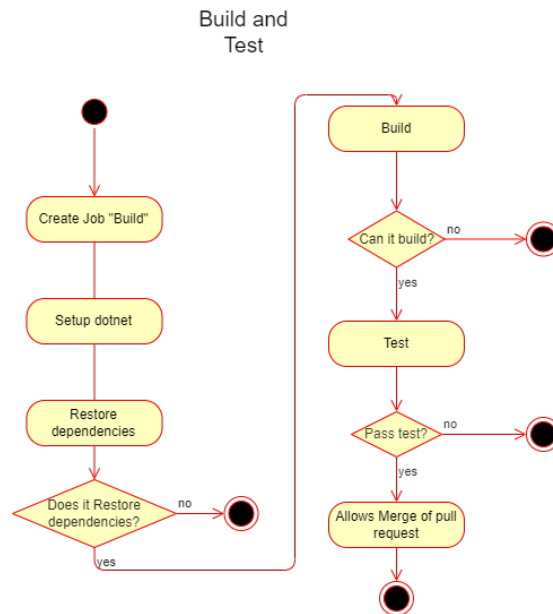 Build and
Test
Create Job "Build"
Setup dotnet
Restore
dependencies
Does it Restore
dependencies?
no
yes
Build
Can it build?
no
yes
Test
Pass test?
no
yes
Allows Merge of pull
request